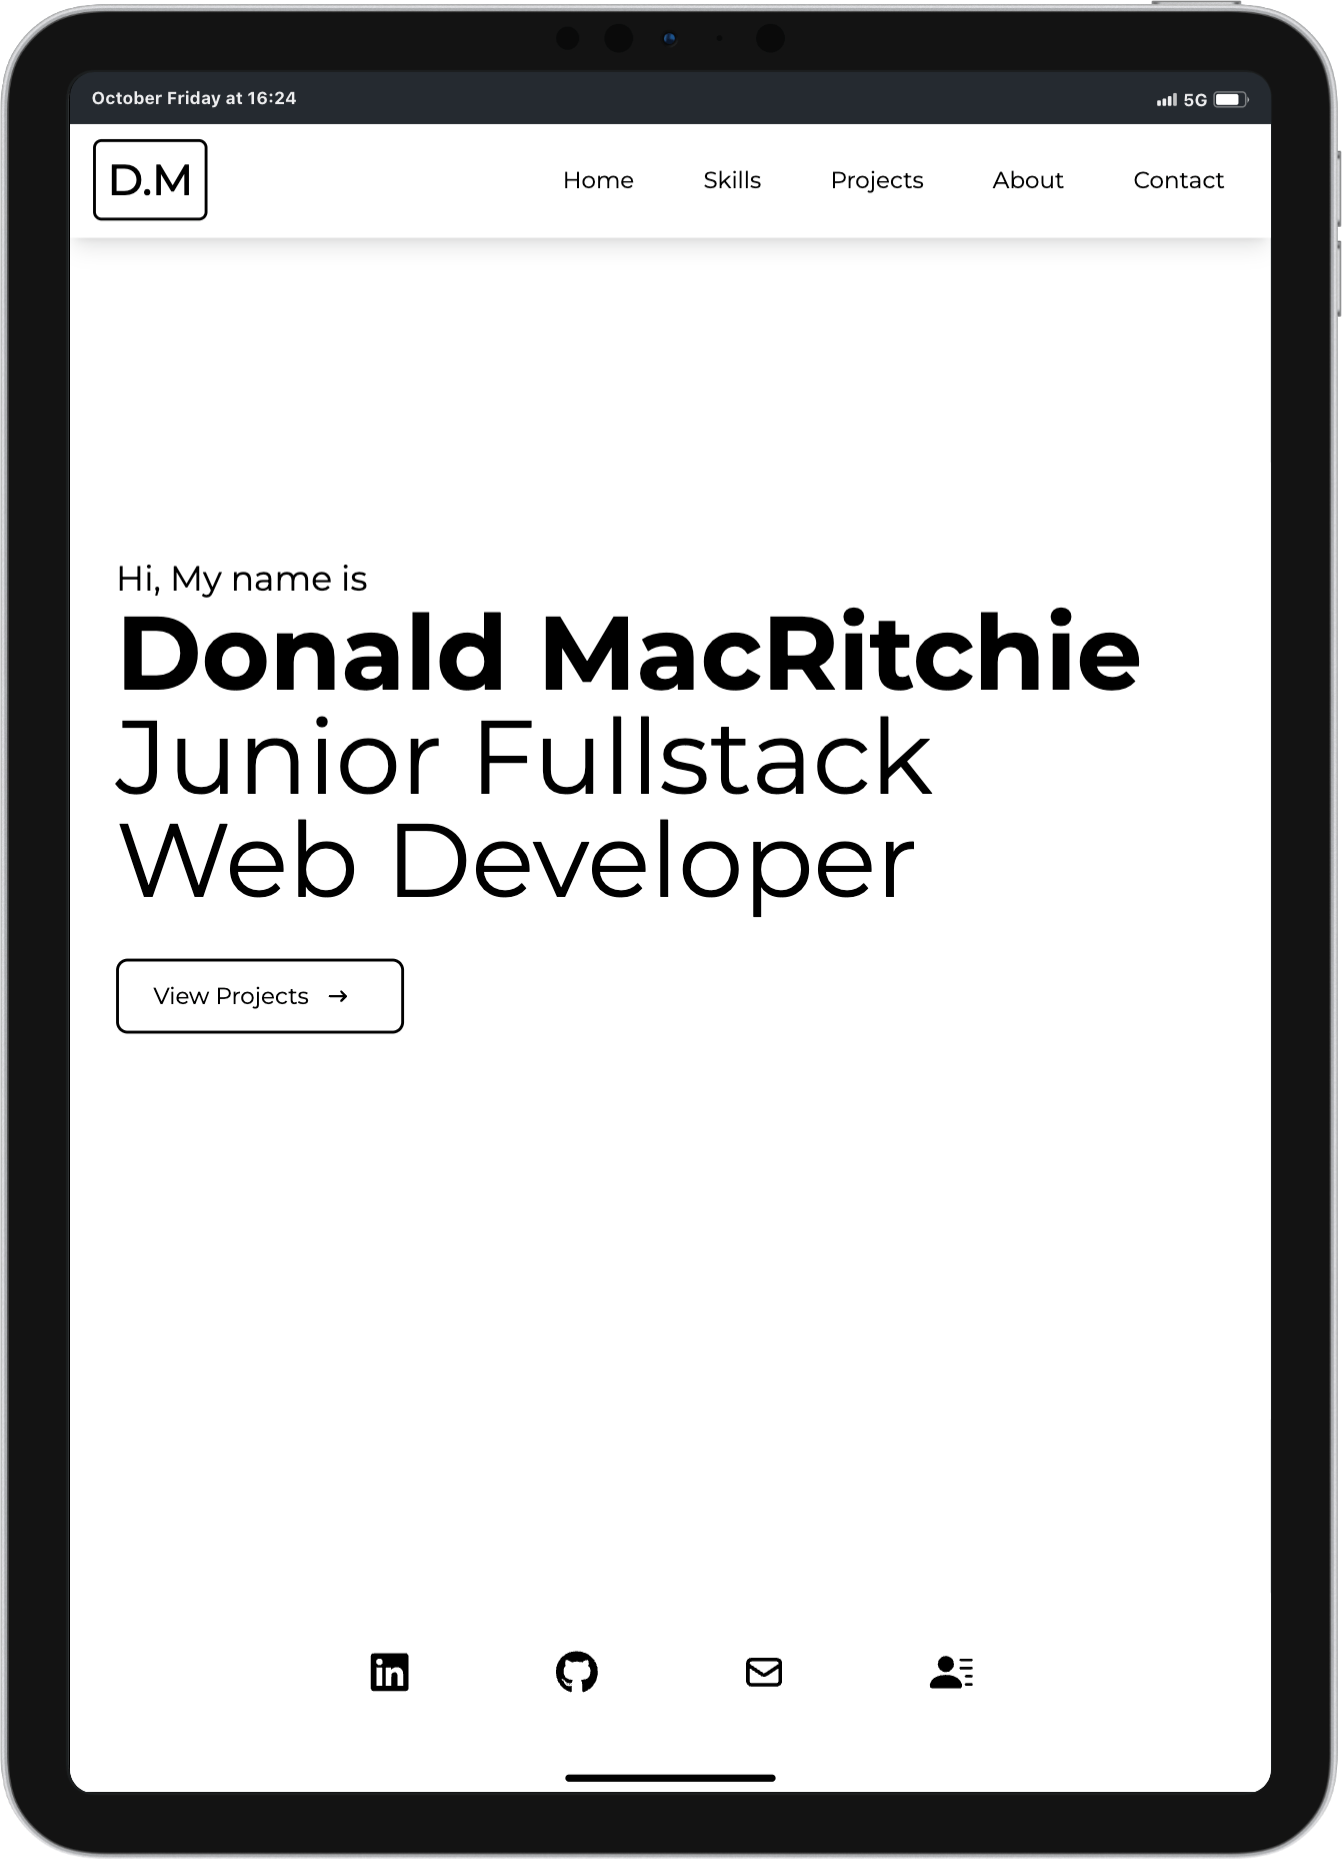 October Friday at 16:24
5G
D.M
Home Skills Projects About Contact
Hi, My name is
Donald MacRitchie
Junior Fullstack
Web Developer
View Projects →
in